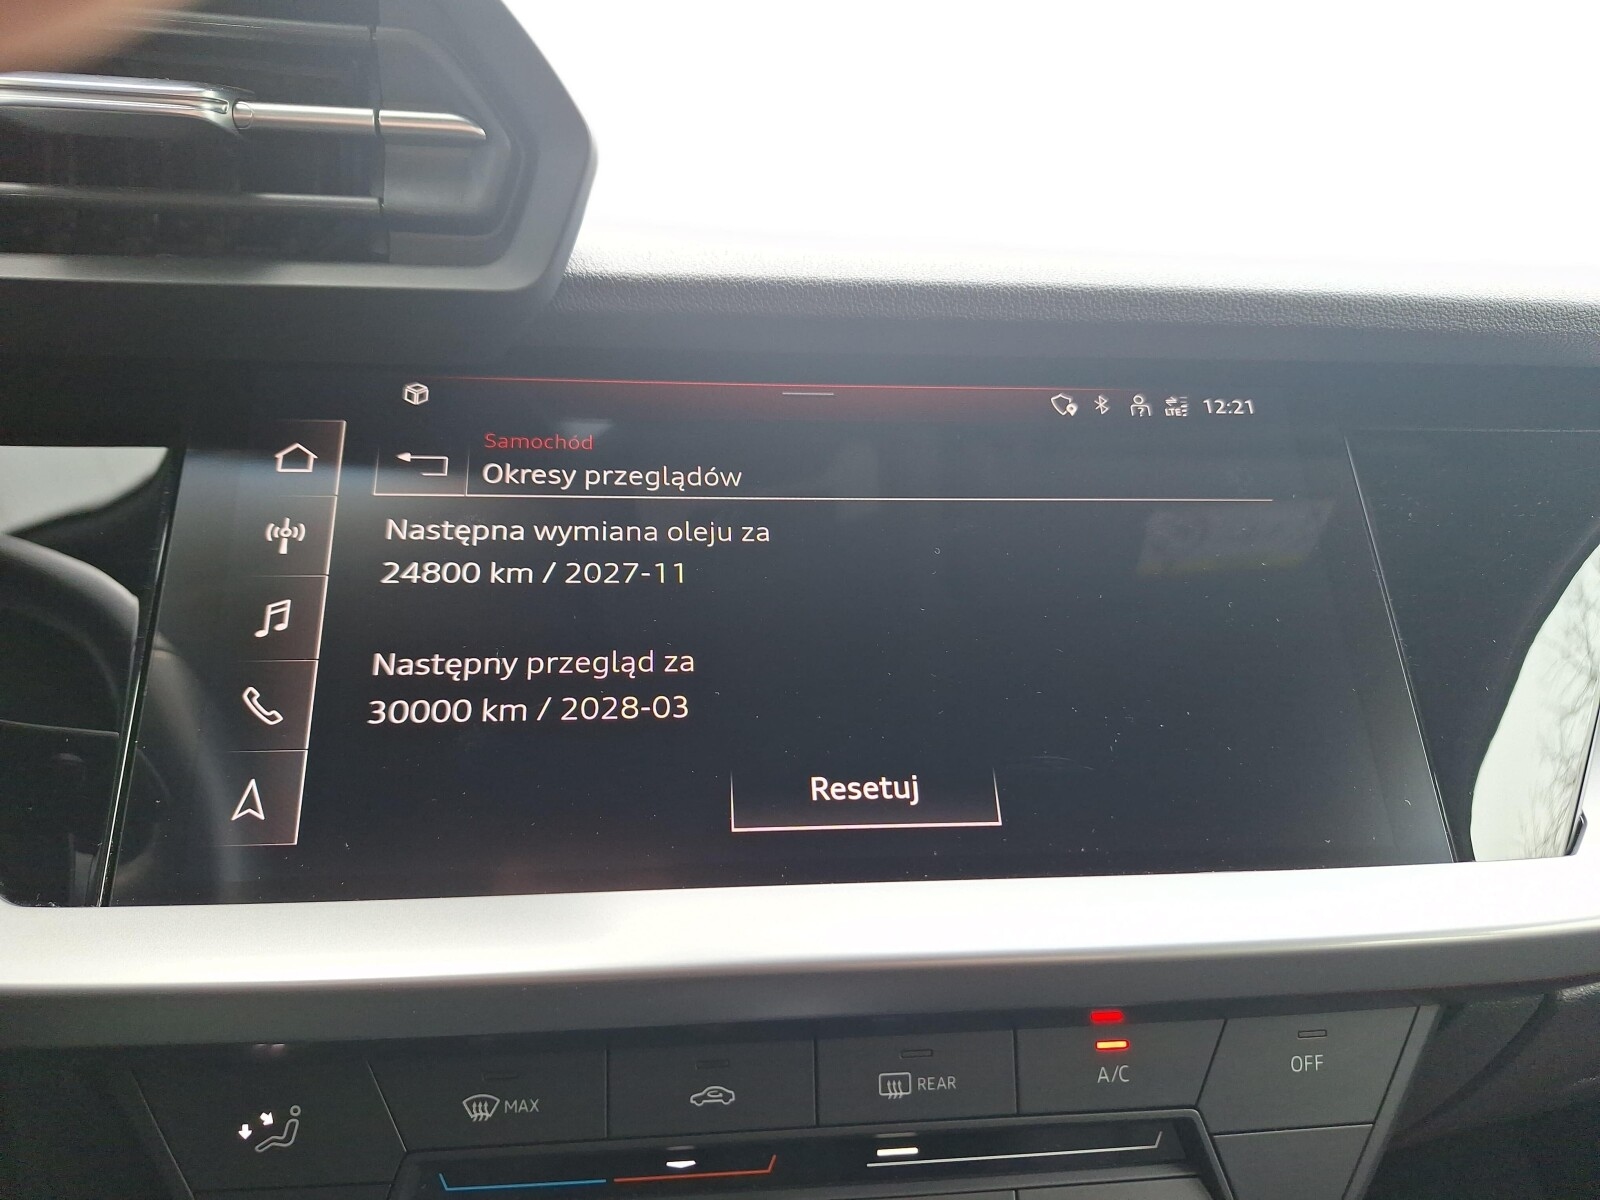 LTE 12:21
Samochód
Okresy przeglądów
Następna wymiana oleju za
24800 km / 2027-11
Następny przegląd za
30000 km / 2028-03
Resetuj
MAX
REAR
A/C
OFF